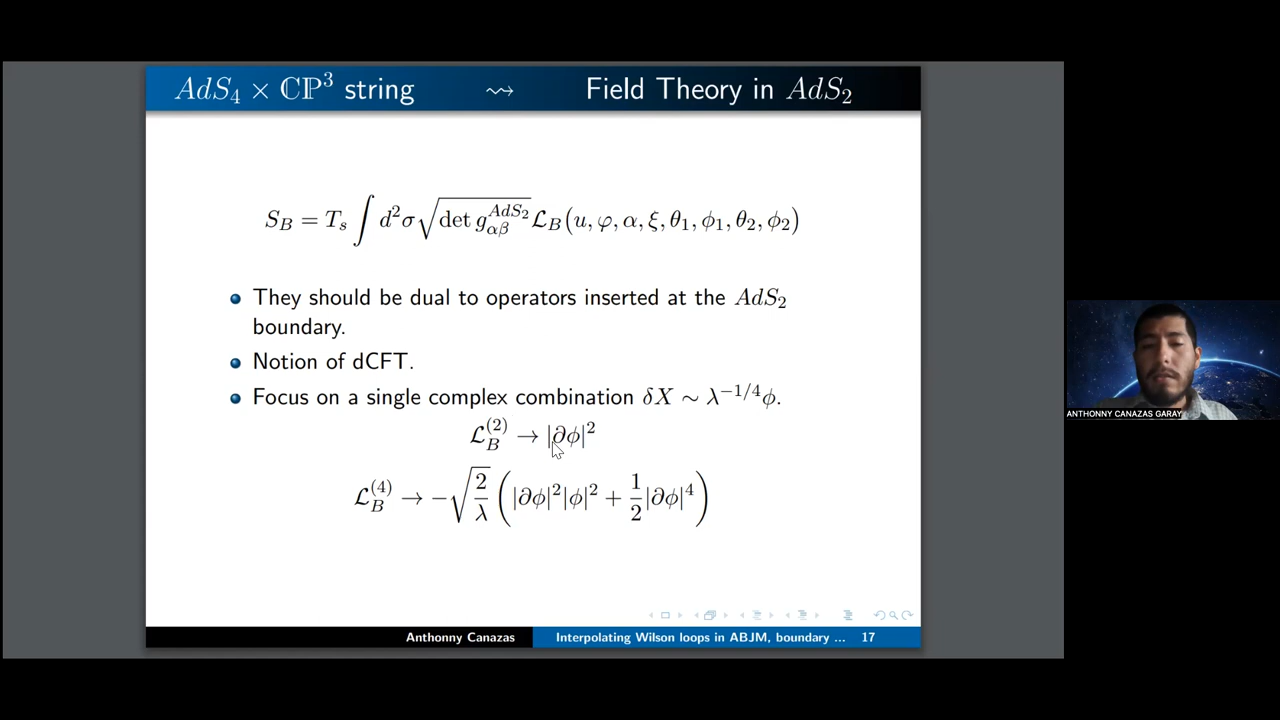 AdS₄ × ℂℙ³ string ⇝ Field Theory in AdS₂
S_B = T_s ∫ d²σ √(det g_{αβ}^{AdS₂}) ℒ_B(u, φ, α, ξ, θ₁, ϕ₁, θ₂, ϕ₂)
They should be dual to operators inserted at the AdS₂
boundary.
Notion of dCFT.
Focus on a single complex combination δX ∼ λ^{−1/4}ϕ.
ℒ_B^{(2)} → |∂ϕ|²
ℒ_B^{(4)} → −√(2/λ) (|∂ϕ|²|ϕ|² + 1/2|∂ϕ|⁴)
ANTHONNY CANAZAS GARAY
Anthonny Canazas Interpolating Wilson loops in ABJM, boundary ... 17